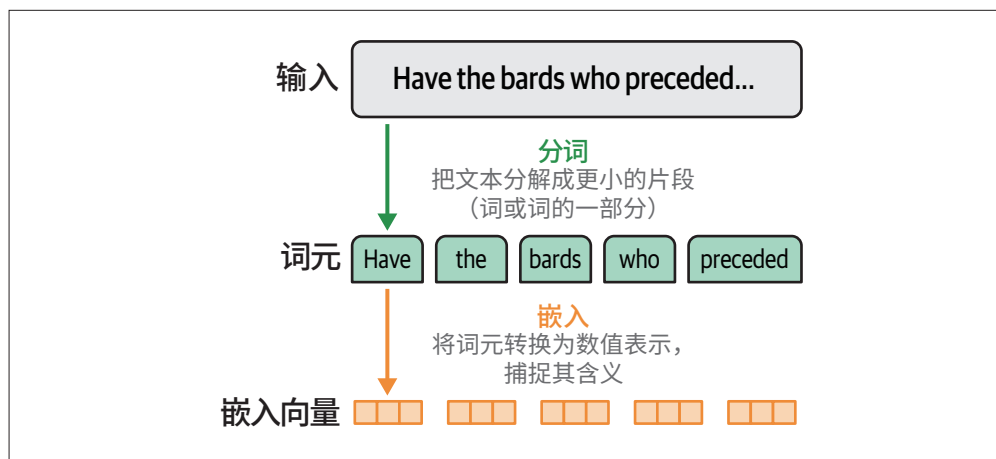 输入
Have the bards who preceded...
分词
把文本分解成更小的片段
（词或词的一部分）
词元
Have the bards who preceded
嵌入
将词元转换为数值表示，
捕捉其含义
嵌入向量